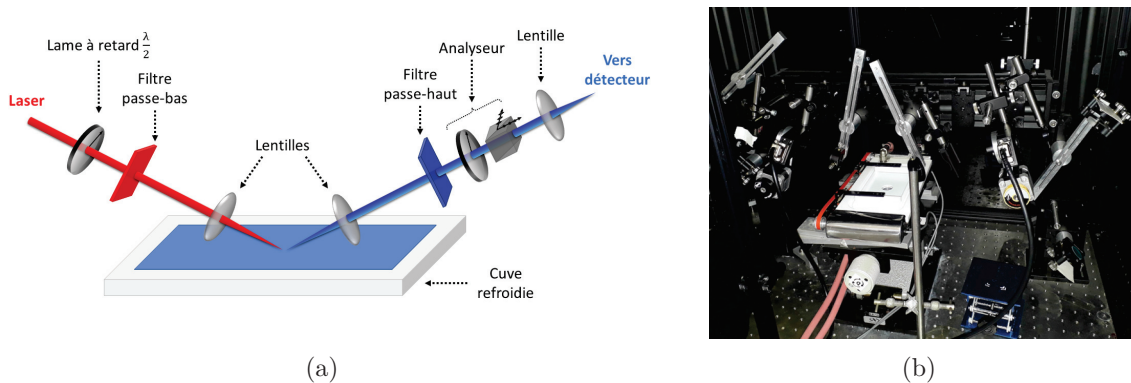 Lame à retard λ/2
Filtre
passe-bas
Laser
Lentilles
Filtre
passe-haut
Analyseur
Lentille
Vers
détecteur
Cuve
refroidie
(a)
(b)